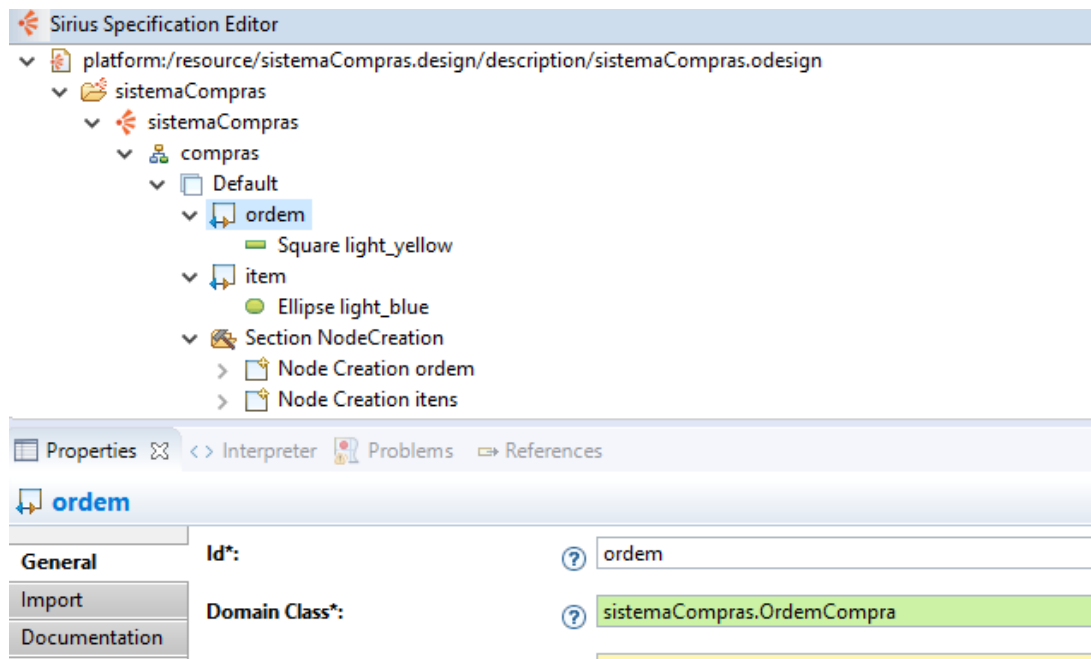 Sirius Specification Editor
platform:/resource/sistemaCompras.design/description/sistemaCompras.odesign
sistemaCompras
sistemaCompras
compras
Default
ordem
Square light_yellow
item
Ellipse light_blue
Section NodeCreation
Node Creation ordem
Node Creation itens
Properties Interpreter Problems References
ordem
General Id*: ordem
Import
Domain Class*: sistemaCompras.OrdemCompra
Documentation